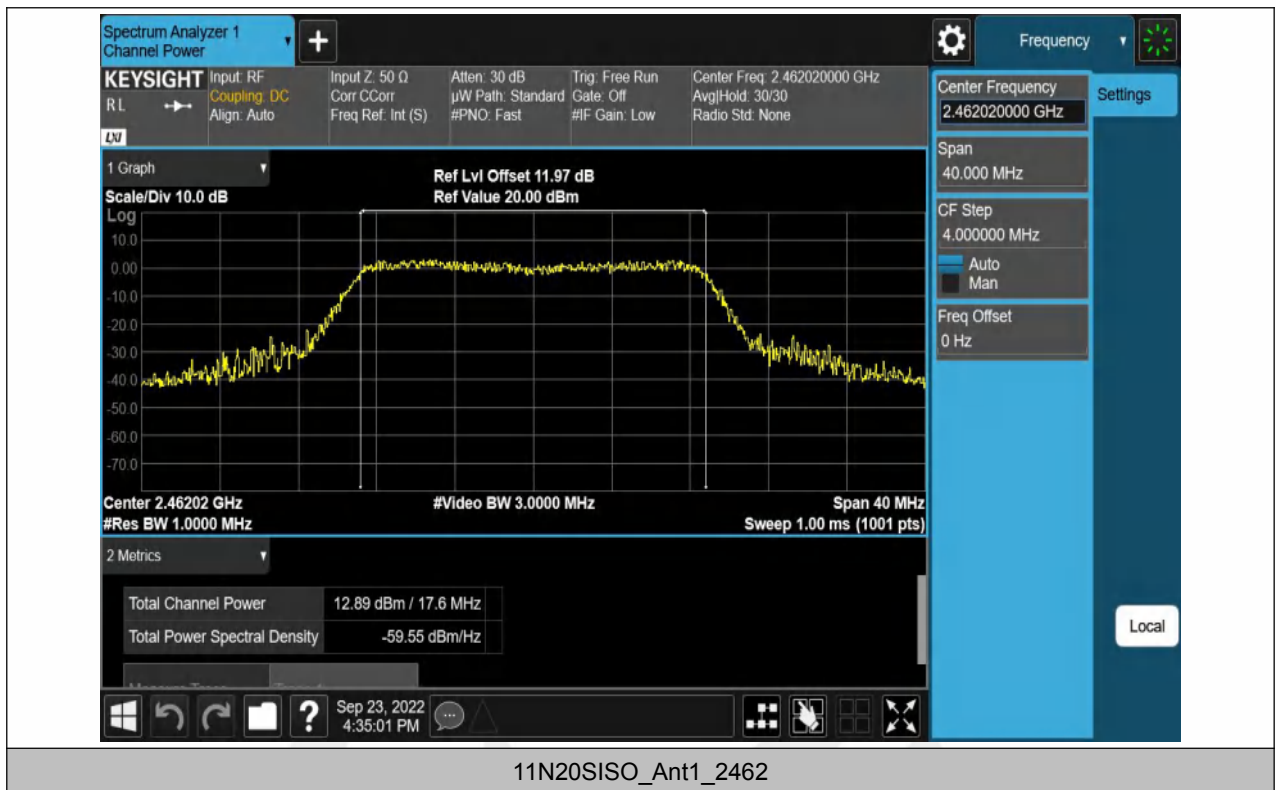 Spectrum Analyzer 1
Channel Power
+
Frequency
KEYSIGHT
RL
LXI
Input: RF
Coupling: DC
Align: Auto
Input Z: 50 Ω
Corr CCorr
Freq Ref: Int (S)
Atten: 30 dB
µW Path: Standard
#PNO: Fast
Trig: Free Run
Gate: Off
#IF Gain: Low
Center Freq: 2.462020000 GHz
Avg|Hold: 30/30
Radio Std: None
Center Frequency
2.462020000 GHz
Settings
Span
40.000 MHz
CF Step
4.000000 MHz
Auto
Man
Freq Offset
0 Hz
Local
1 Graph
Scale/Div 10.0 dB
Ref Lvl Offset 11.97 dB
Ref Value 20.00 dBm
Log
10.0
0.00
-10.0
-20.0
-30.0
-40.0
-50.0
-60.0
-70.0
Center 2.46202 GHz
#Video BW 3.0000 MHz
Span 40 MHz
#Res BW 1.0000 MHz
Sweep 1.00 ms (1001 pts)
2 Metrics
Total Channel Power 12.89 dBm / 17.6 MHz
Total Power Spectral Density -59.55 dBm/Hz
?
Sep 23, 2022
4:35:01 PM
11N20SISO_Ant1_2462